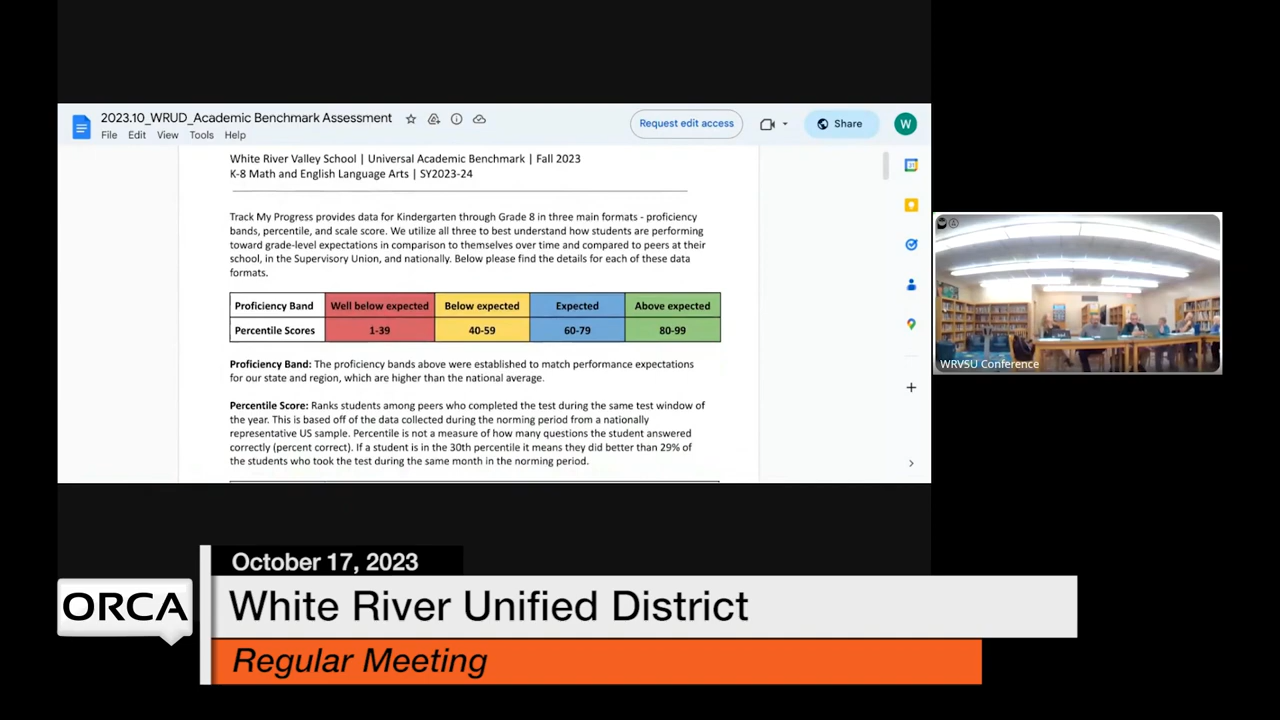 2023.10_WRUD_Academic Benchmark Assessment
File Edit View Tools Help
Request edit access
Share
W
White River Valley School | Universal Academic Benchmark | Fall 2023
K-8 Math and English Language Arts | SY2023-24
Track My Progress provides data for Kindergarten through Grade 8 in three main formats - proficiency
bands, percentile, and scale score. We utilize all three to best understand how students are performing
toward grade-level expectations in comparison to themselves over time and compared to peers at their
school, in the Supervisory Union, and nationally. Below please find the details for each of these data
formats.
Proficiency Band Well below expected Below expected Expected Above expected
Percentile Scores 1-39 40-59 60-79 80-99
Proficiency Band: The proficiency bands above were established to match performance expectations
for our state and region, which are higher than the national average.
Percentile Score: Ranks students among peers who completed the test during the same test window of
the year. This is based off of the data collected during the norming period from a nationally
representative US sample. Percentile is not a measure of how many questions the student answered
correctly (percent correct). If a student is in the 30th percentile it means they did better than 29% of
the students who took the test during the same month in the norming period.
WRVSU Conference
October 17, 2023
ORCA
White River Unified District
Regular Meeting